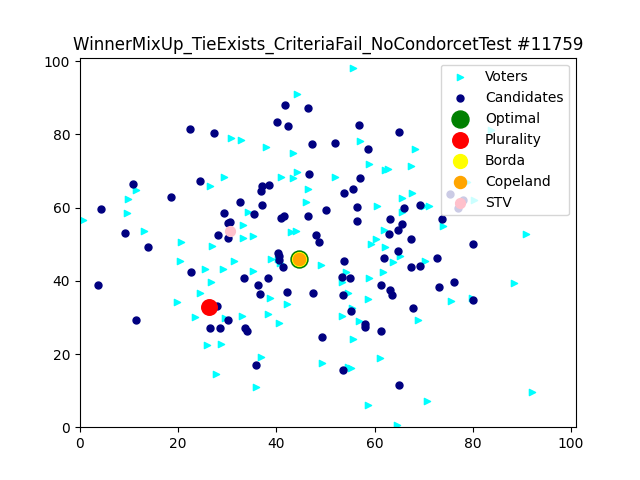 WinnerMixUp_TieExists_CriteriaFail_NoCondorcetTest #11759
100
80
60
40
20
0
0 20 40 60 80 100
Voters
Candidates
Optimal
Plurality
Borda
Copeland
STV